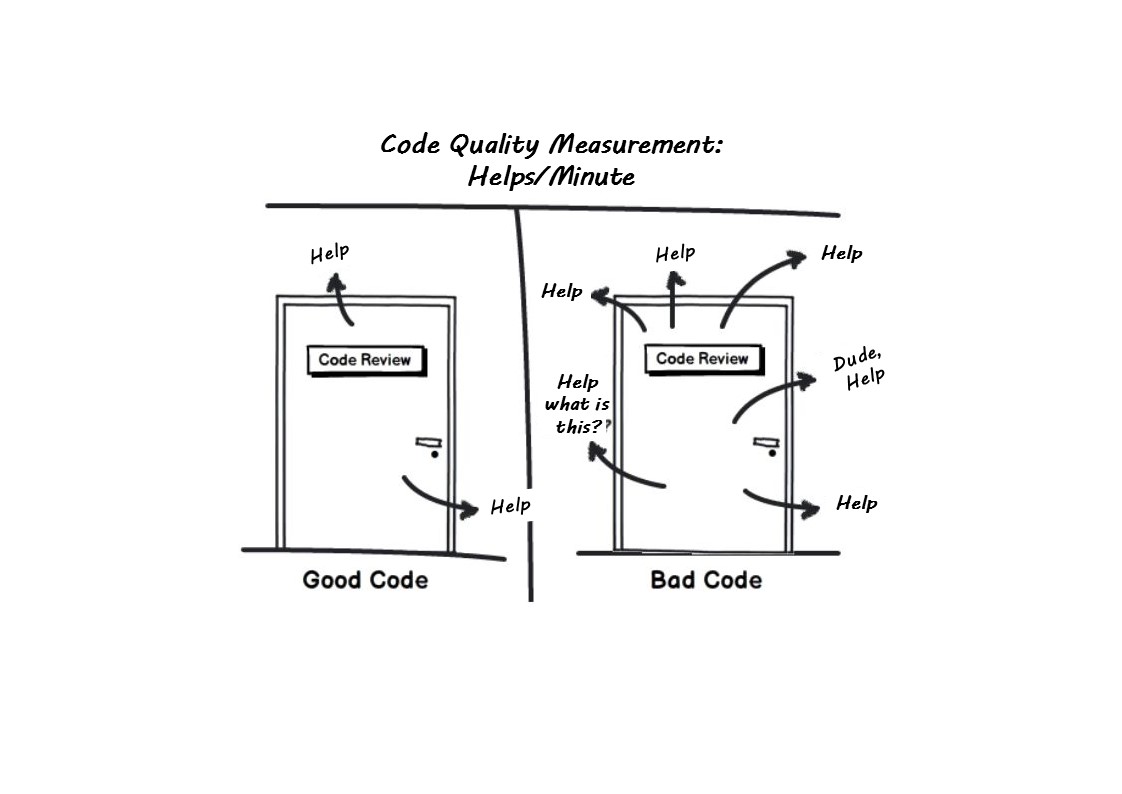 Code Quality Measurement:
Helps/Minute
Help
Code Review
Help
Good Code
Help
Help
Help
Code Review
Dude,
Help
Help
what is
this??
Help
Bad Code